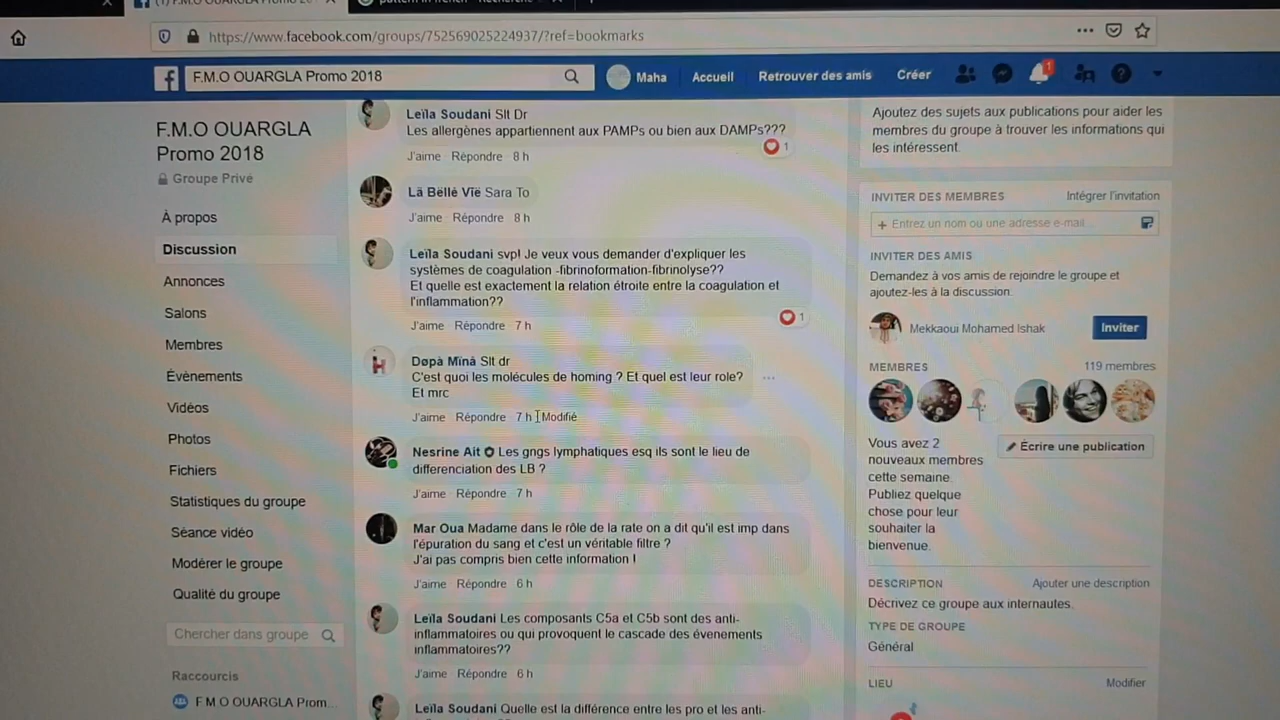 https://www.facebook.com/groups/752569025224937/?ref=bookmarks
F.M.O OUARGLA Promo 2018
Maha
Accueil
Retrouver des amis
Créer
1
F.M.O OUARGLA
Promo 2018
Groupe Privé
À propos
Discussion
Annonces
Salons
Membres
Évènements
Vidéos
Photos
Fichiers
Statistiques du groupe
Séance vidéo
Modérer le groupe
Qualité du groupe
Chercher dans groupe
Raccourcis
F M O OUARGLA Prom...
Leïla Soudani Slt Dr
Les allergènes appartiennent aux PAMPs ou bien aux DAMPs???
1
J'aime Répondre 8 h
Lã Bëllê Vïe Sara To
J'aime Répondre 8 h
Leïla Soudani svp! Je veux vous demander d'expliquer les
systèmes de coagulation -fibrinoformation-fibrinolyse??
Et quelle est exactement la relation étroite entre la coagulation et
l'inflammation??
J'aime Répondre 7 h
1
Døpà Mïnà Slt dr
C'est quoi les molécules de homing ? Et quel est leur role?
Et mrc
J'aime Répondre 7 h Modifié
Nesrine Ait Les gngs lymphatiques esq ils sont le lieu de
differenciation des LB ?
J'aime Répondre 7 h
Mar Oua Madame dans le rôle de la rate on a dit qu'il est imp dans
l'épuration du sang et c'est un véritable filtre ?
J'ai pas compris bien cette information !
J'aime Répondre 6 h
Leïla Soudani Les composants C5a et C5b sont des anti-
inflammatoires ou qui provoquent le cascade des évenements
inflammatoires??
J'aime Répondre 6 h
Leïla Soudani Quelle est la différence entre les pro et les anti-
Ajoutez des sujets aux publications pour aider les
membres du groupe à trouver les informations qui
les intéressent.
INVITER DES MEMBRES Intégrer l'invitation
+ Entrez un nom ou une adresse e-mail...
INVITER DES AMIS
Demandez à vos amis de rejoindre le groupe et
ajoutez-les à la discussion.
Mekkaoui Mohamed Ishak
Inviter
MEMBRES 119 membres
Vous avez 2
nouveaux membres
cette semaine.
Publiez quelque
chose pour leur
souhaiter la
bienvenue.
Écrire une publication
DESCRIPTION Ajouter une description
Décrivez ce groupe aux internautes.
TYPE DE GROUPE
Général
LIEU Modifier